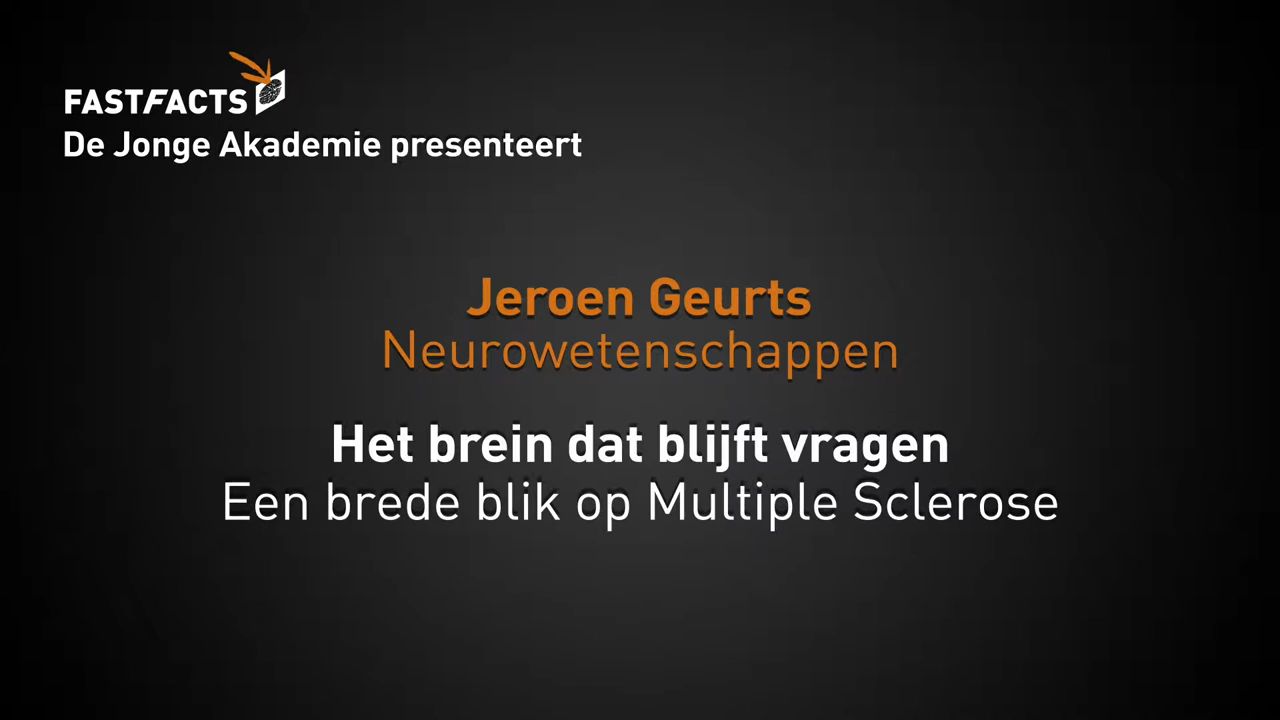 FASTFACTS
De Jonge Akademie presenteert
Jeroen Geurts
Neurowetenschappen
Het brein dat blijft vragen
Een brede blik op Multiple Sclerose